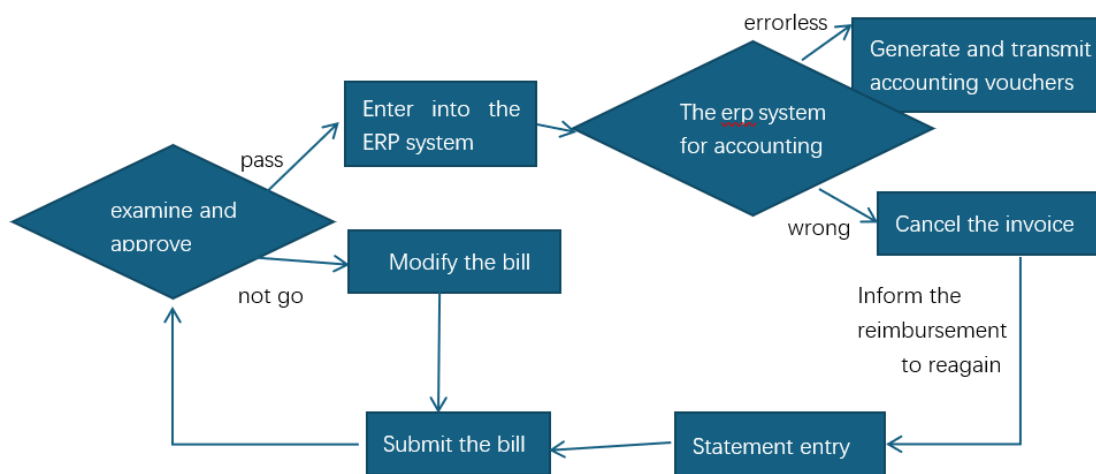 errorless
Generate and transmit
accounting vouchers
Enter into the
ERP system
The erp system
for accounting
pass
examine and
approve
wrong
Cancel the invoice
Modify the bill
not go
Inform the
reimbursement
to reagain
Submit the bill
Statement entry